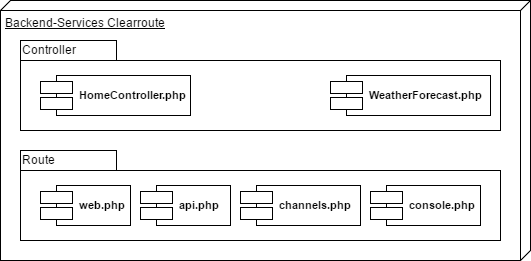 Backend-Services Clearroute
Controller
HomeController.php
WeatherForecast.php
Route
web.php
api.php
channels.php
console.php